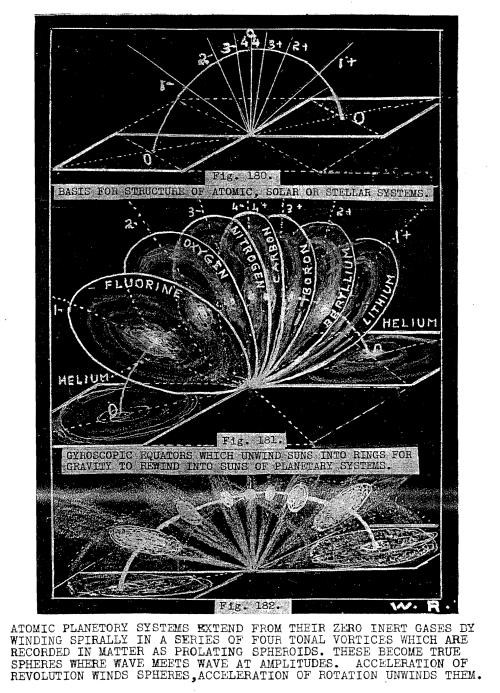 0
4 4
3- 3+
2- 2+
1- 1+
0 0
Fig. 180.
BASIS FOR STRUCTURE OF ATOMIC, SOLAR OR STELLAR SYSTEMS.
4- 4+
3- 3+
2- 2+
1+
NITROGEN CARBON
OXYGEN BORON
FLUORINE BERYLLIUM
LITHIUM
1-
HELIUM
0
HELIUM
0
Fig. 181.
GYROSCOPIC EQUATORS WHICH UNWIND SUNS INTO RINGS FOR
GRAVITY TO REWIND INTO SUNS OF PLANETARY SYSTEMS.
Fig. 182.
W. R.
ATOMIC PLANETORY SYSTEMS EXTEND FROM THEIR ZERO INERT GASES BY
WINDING SPIRALLY IN A SERIES OF FOUR TONAL VORTICES WHICH ARE
RECORDED IN MATTER AS PROLATING SPHEROIDS. THESE BECOME TRUE
SPHERES WHERE WAVE MEETS WAVE AT AMPLITUDES. ACCELERATION OF
REVOLUTION WINDS SPHERES,ACCELERATION OF ROTATION UNWINDS THEM.